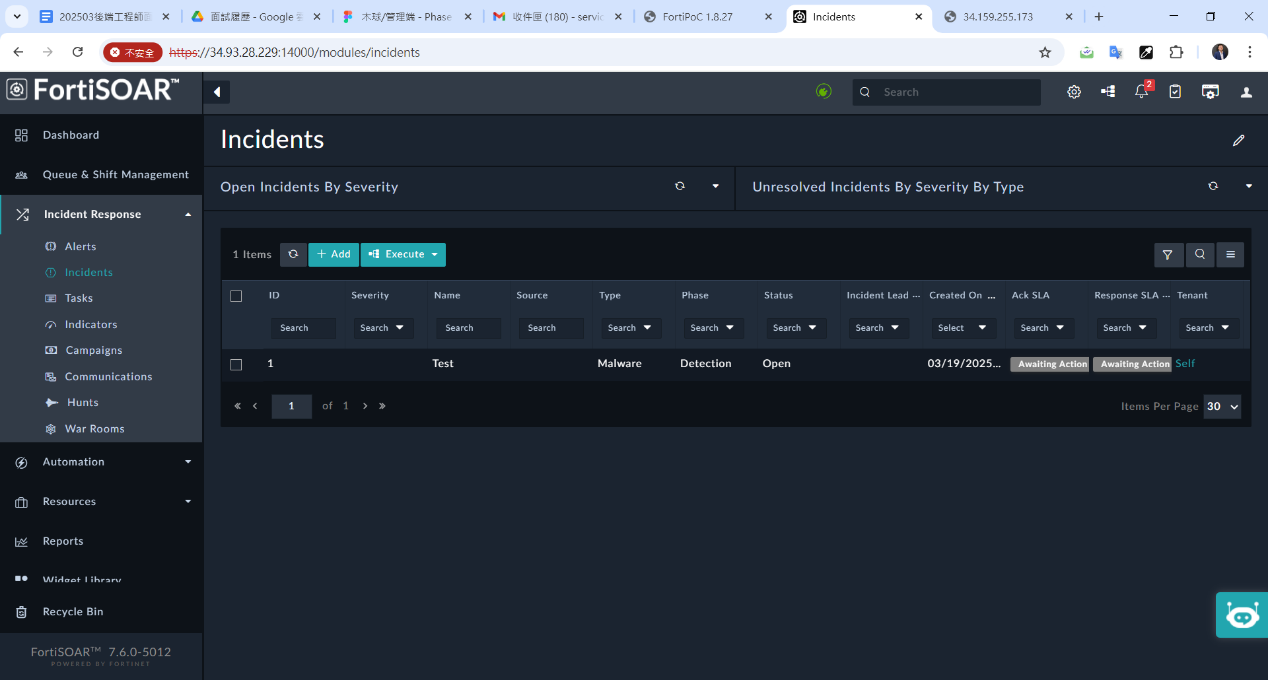 202503後端工程師面
面試履歷 - Google 雲
木球/管理端 - Phase
收件匣 (180) - servic
FortiPoC 1.8.27
Incidents
34.159.255.173
不安全 https://34.93.28.229:14000/modules/incidents
FortiSOAR™
Search
2
Dashboard
Queue & Shift Management
Incident Response
Alerts
Incidents
Tasks
Indicators
Campaigns
Communications
Hunts
War Rooms
Automation
Resources
Reports
Widget Library
Recycle Bin
FortiSOAR™ 7.6.0-5012
POWERED BY FORTINET
Incidents
Open Incidents By Severity
Unresolved Incidents By Severity By Type
1 Items + Add Execute
ID Severity Name Source Type Phase Status Incident Lead ... Created On ... Ack SLA Response SLA ... Tenant
Search Search Search Search Search Search Search Search Select Search Search Search
1 Test Malware Detection Open 03/19/2025... Awaiting Action Awaiting Action Self
« ‹ 1 of 1 › » Items Per Page 30